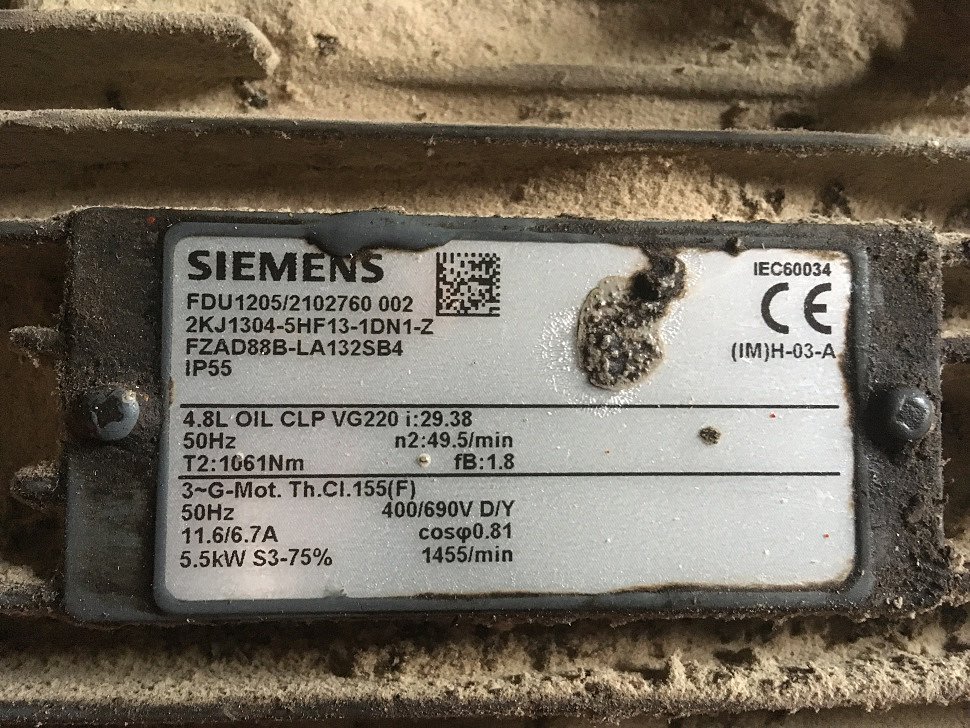 SIEMENS
FDU1205/2102760 002
2KJ1304-5HF13-1DN1-Z
FZAD88B-LA132SB4
IP55
IEC60034
CE
(IM)H-03-A
4.8L OIL CLP VG220 i:29.38
50Hz n2:49.5/min
T2:1061Nm fB:1.8
3~G-Mot. Th.Cl.155(F)
50Hz 400/690V D/Y
11.6/6.7A cosφ0.81
5.5kW S3-75% 1455/min